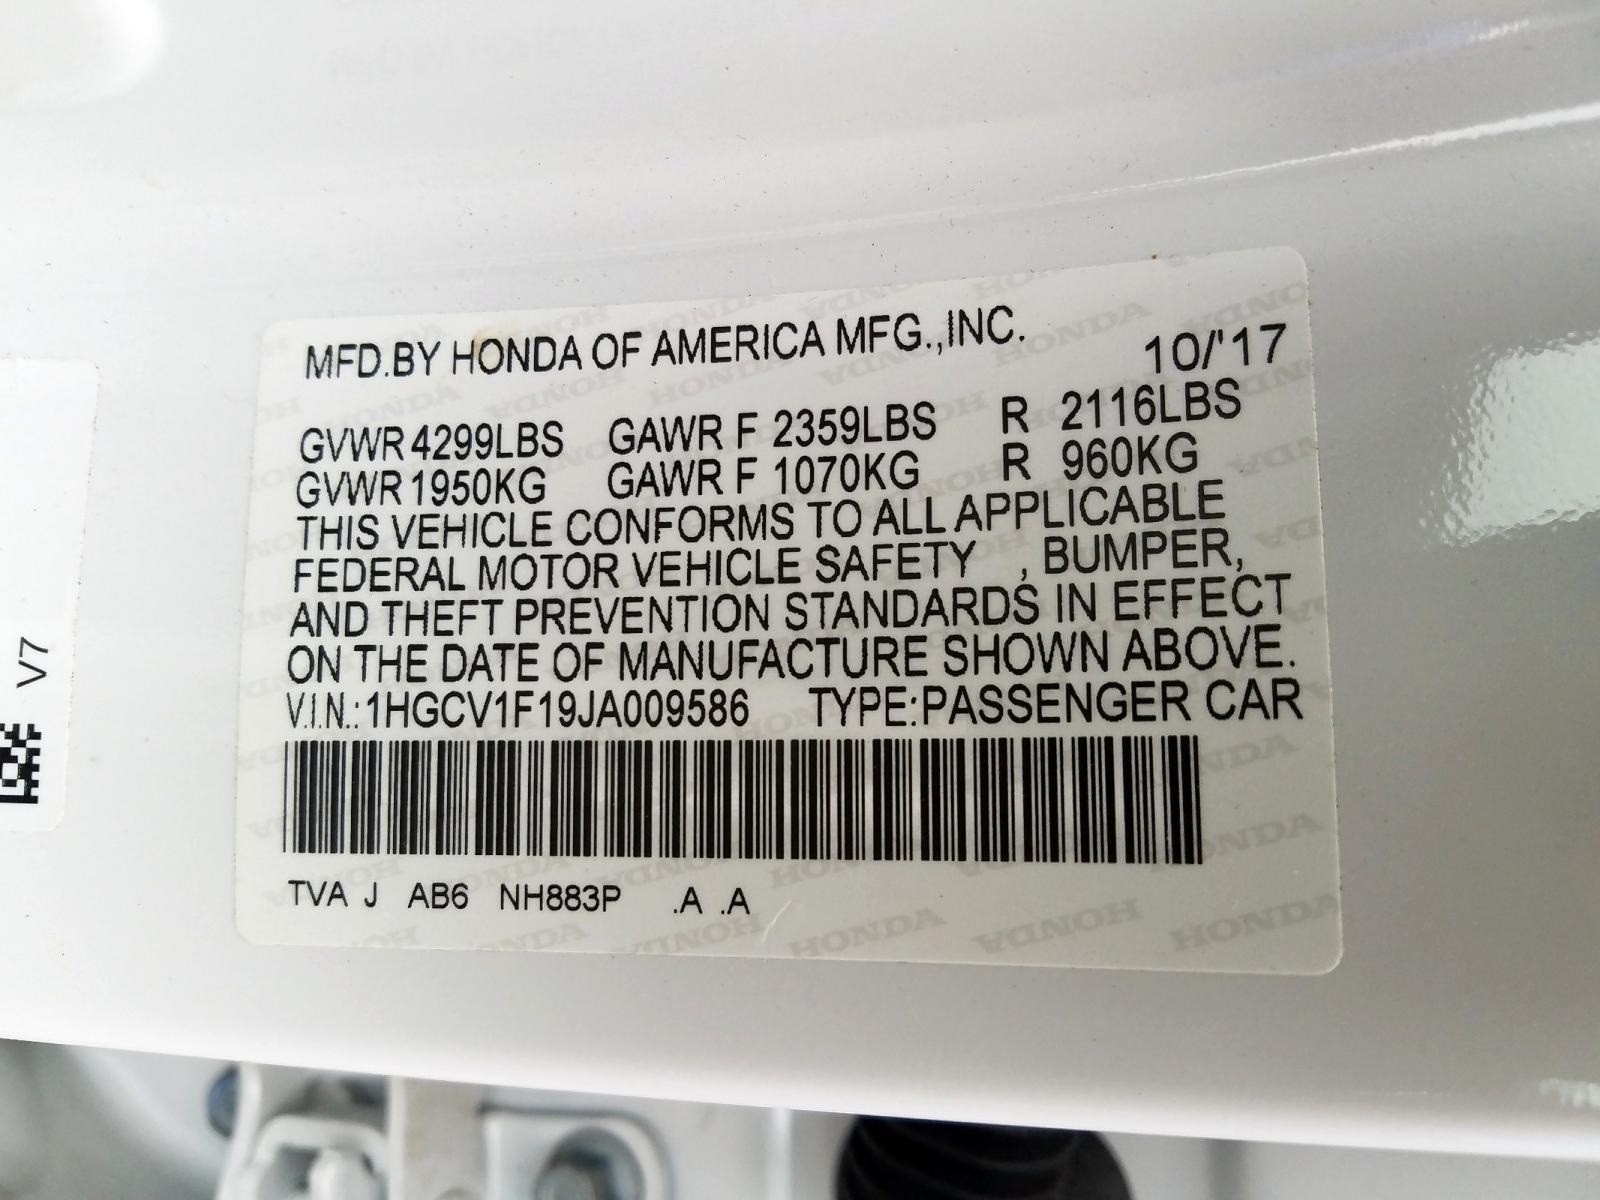 MFD.BY HONDA OF AMERICA MFG.,INC.
10/'17
GVWR 4299LBS GAWR F 2359LBS R 2116LBS
GVWR 1950KG GAWR F 1070KG R 960KG
THIS VEHICLE CONFORMS TO ALL APPLICABLE
FEDERAL MOTOR VEHICLE SAFETY , BUMPER,
AND THEFT PREVENTION STANDARDS IN EFFECT
ON THE DATE OF MANUFACTURE SHOWN ABOVE.
V.I.N.: 1HGCV1F19JA009586 TYPE:PASSENGER CAR
TVA J AB6 NH883P .A .A
V7